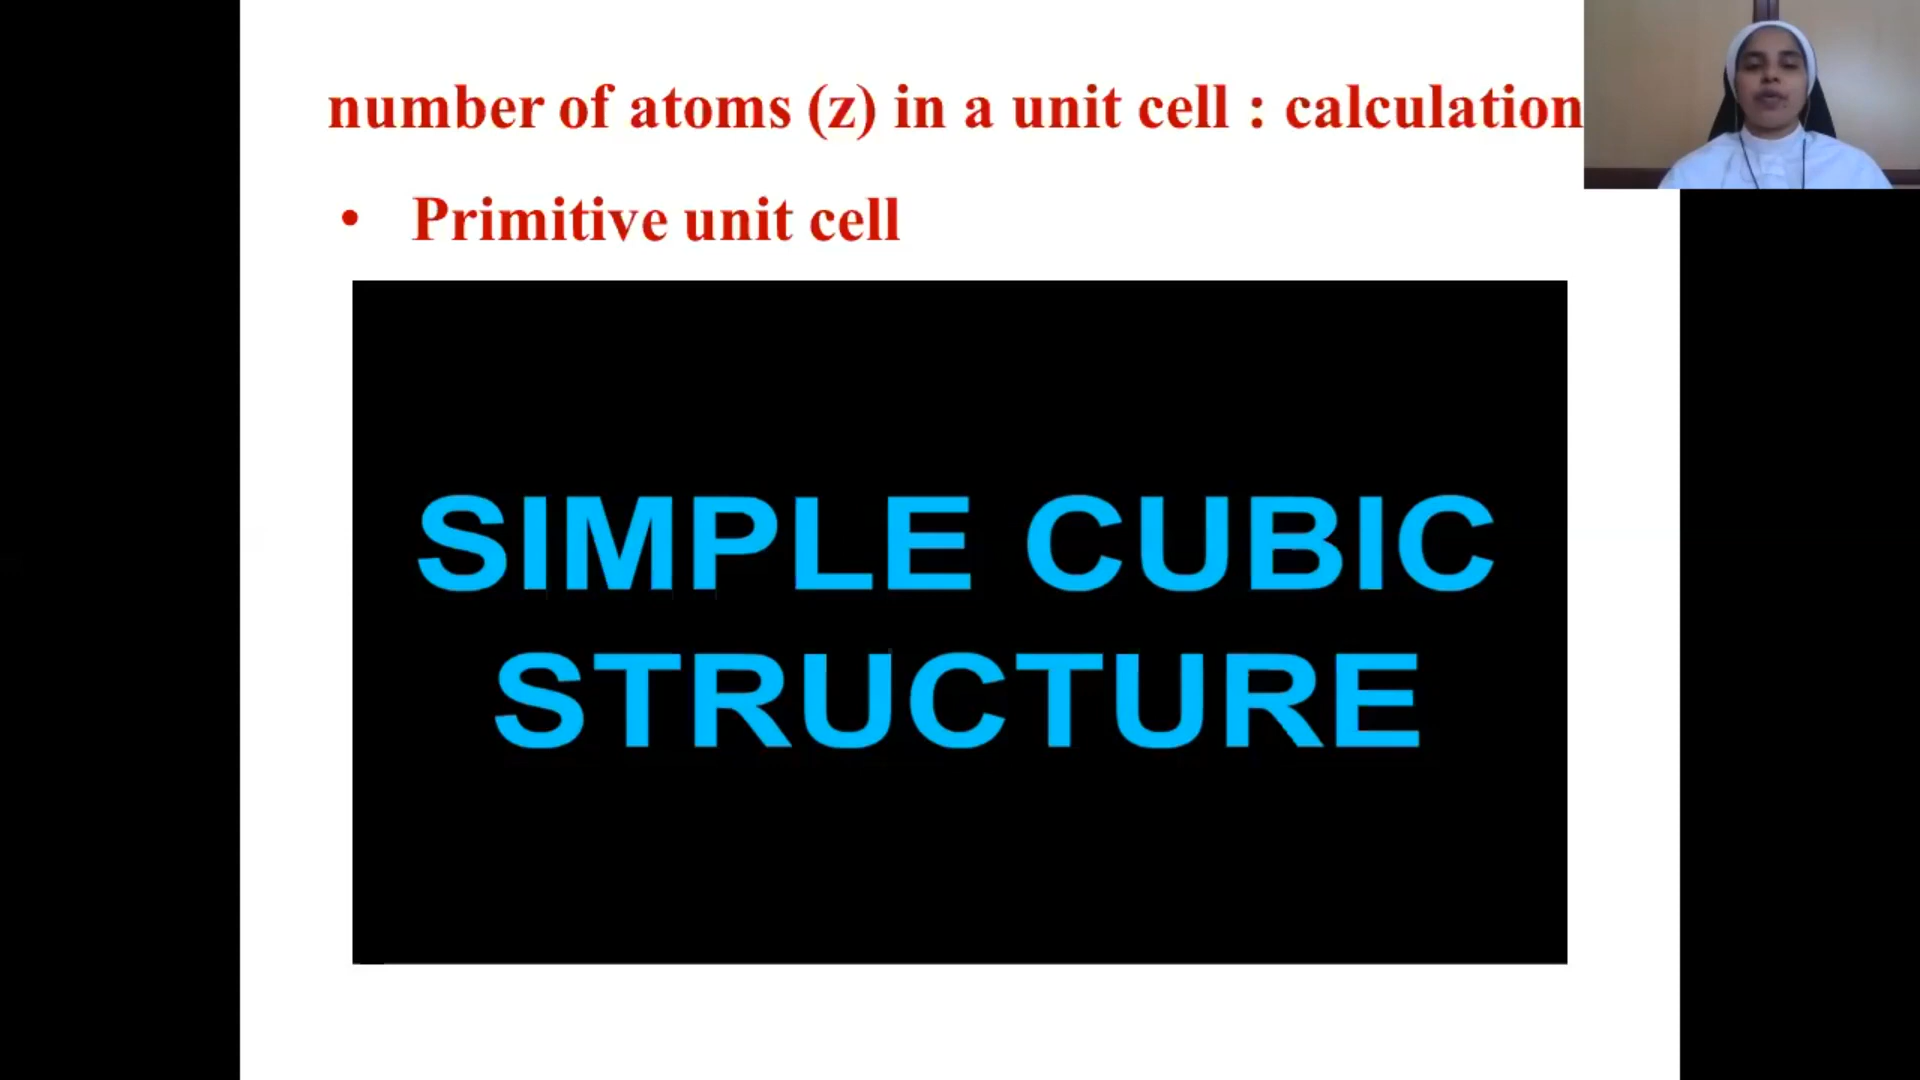 number of atoms (z) in a unit cell : calculation
• Primitive unit cell
SIMPLE CUBIC
STRUCTURE